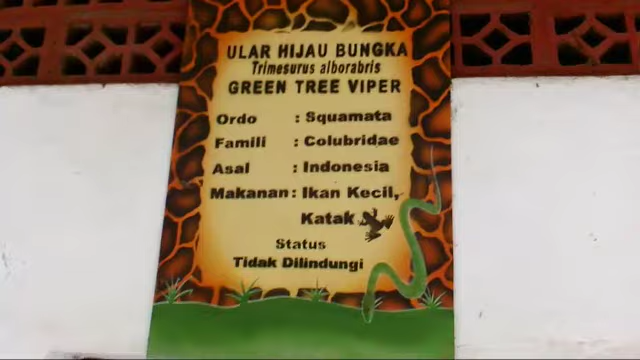 ULAR HIJAU BUNGKA
Trimesurus alborabris
GREEN TREE VIPER
Ordo : Squamata
Famili : Colubridae
Asal : Indonesia
Makanan : Ikan Kecil,
Katak
Status
Tidak Dilindungi